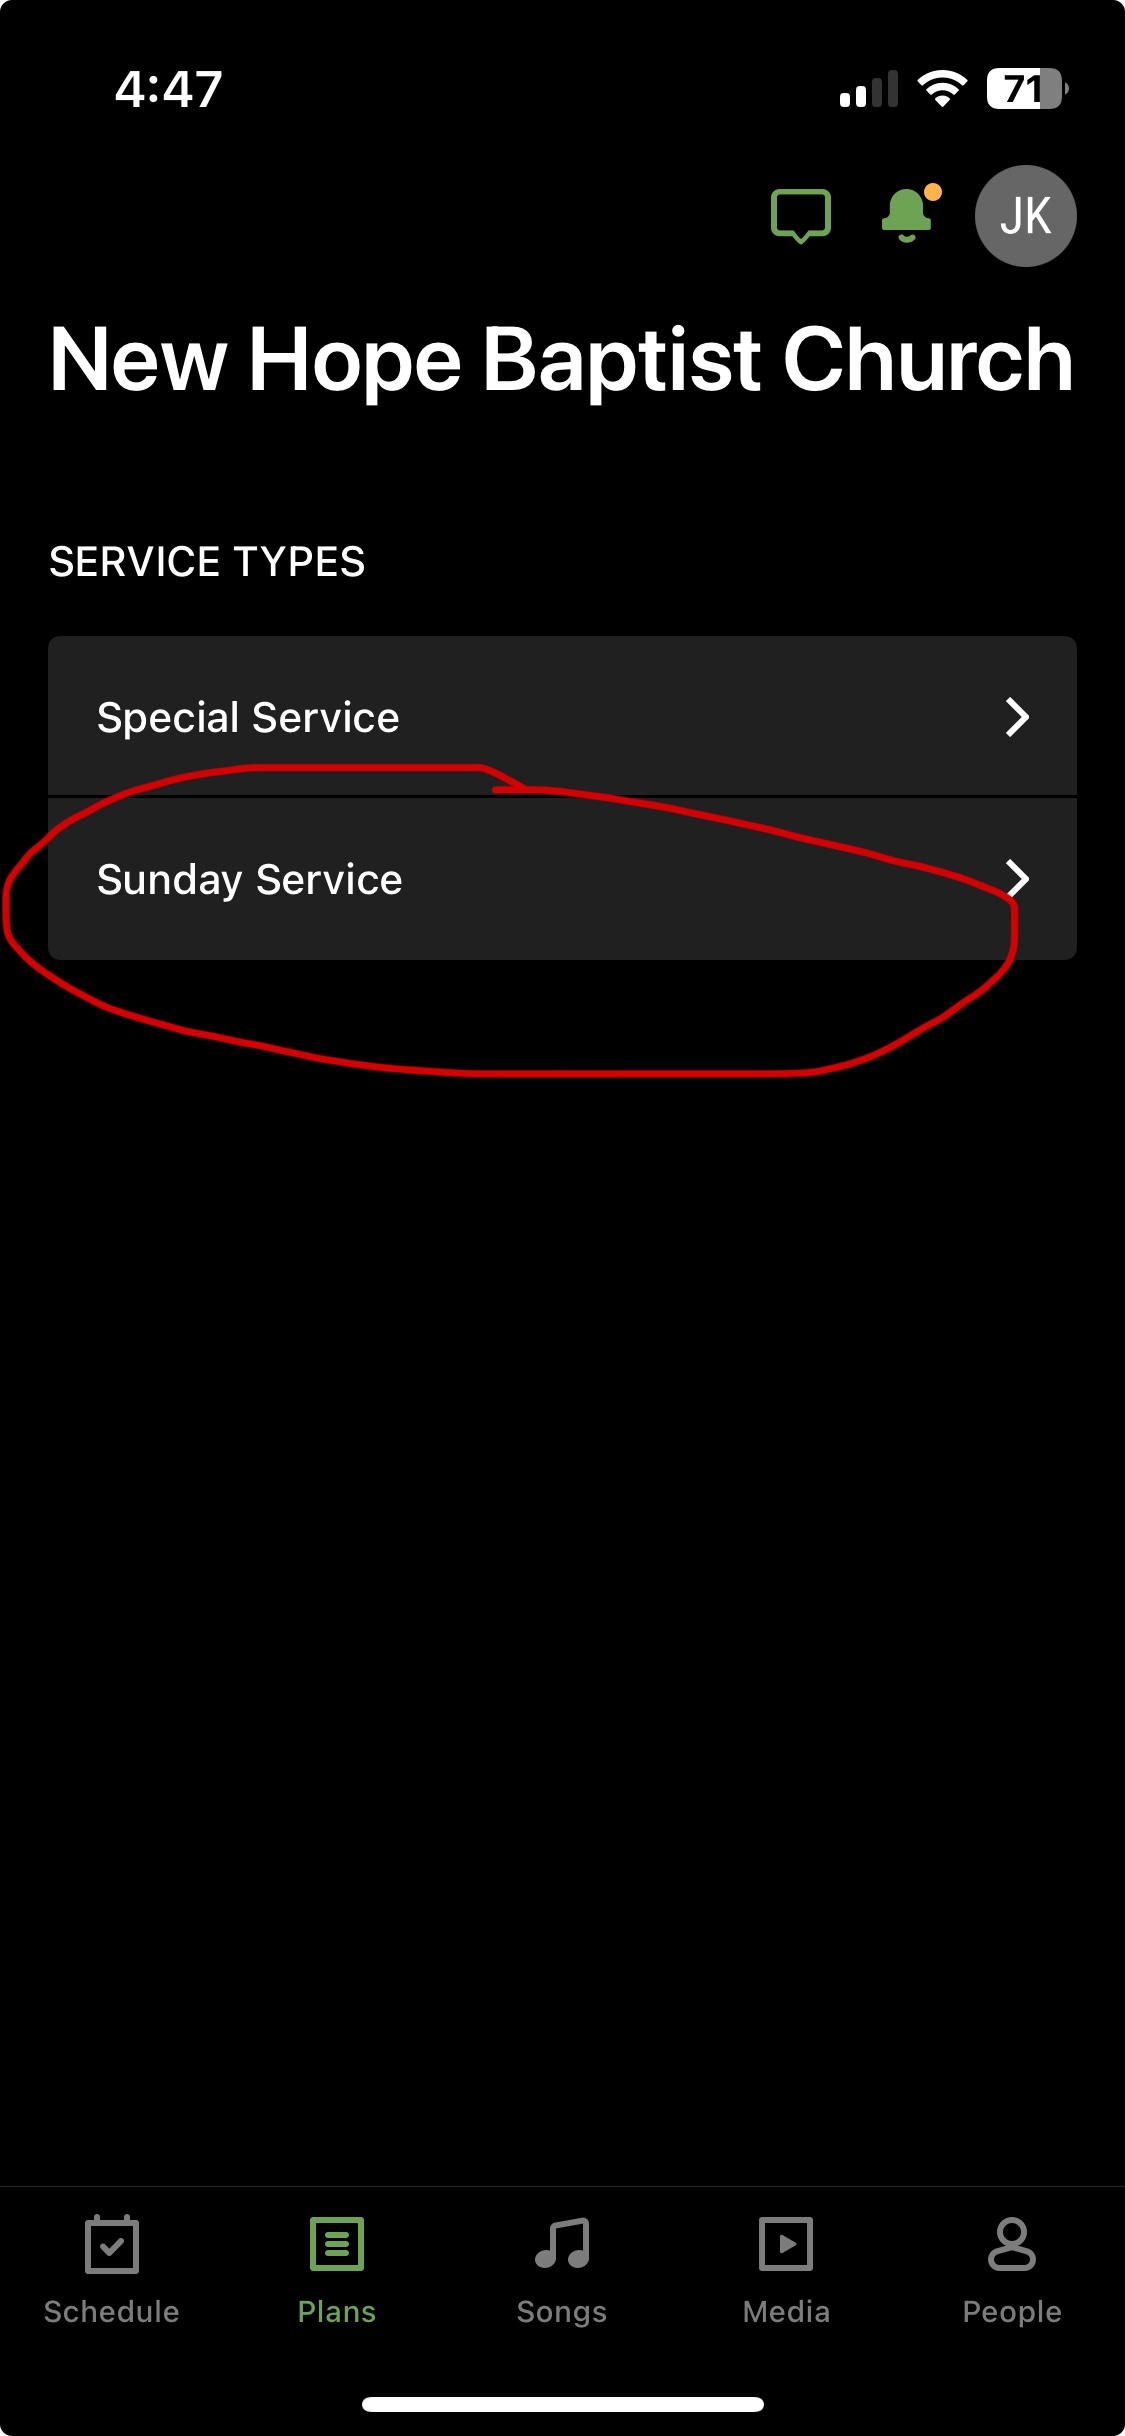 4:47
71
JK
New Hope Baptist Church
SERVICE TYPES
Special Service
Sunday Service
Schedule
Plans
Songs
Media
People